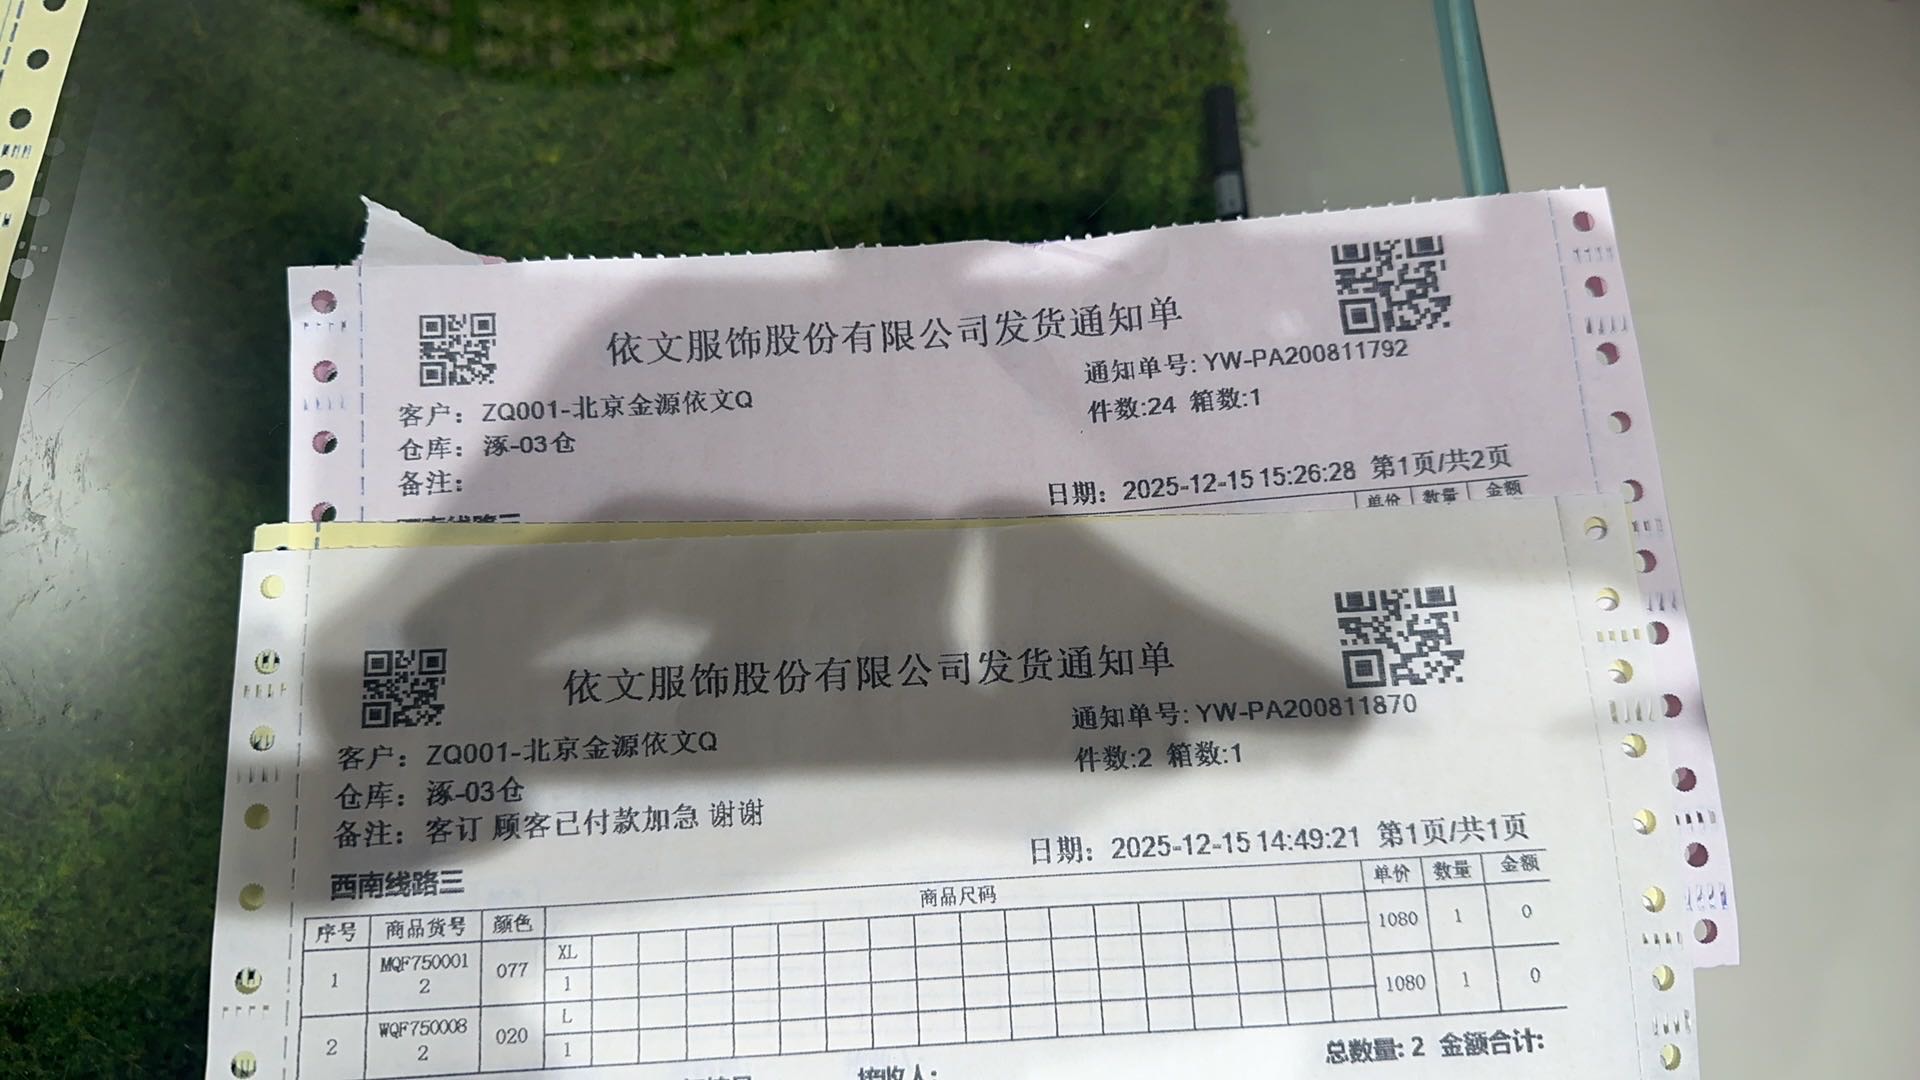 依文服饰股份有限公司发货通知单
通知单号: YW-PA200811792
客户: ZQ001-北京金源依文Q
件数:24 箱数:1
仓库: 涿-03仓
备注:
日期: 2025-12-15 15:26:28 第1页/共2页
单价 数量 金额
依文服饰股份有限公司发货通知单
通知单号: YW-PA200811870
客户: ZQ001-北京金源依文Q
件数:2 箱数:1
仓库: 涿-03仓
备注: 客订 顾客已付款加急 谢谢
日期: 2025-12-15 14:49:21 第1页/共1页
西南线路三
序号 商品货号 颜色 商品尺码 单价 数量 金额
1 MQF7500012 077 XL 1 1080 1 0
2 WQF7500082 020 L 1 1080 1 0
总数量: 2 金额合计:
接收人: